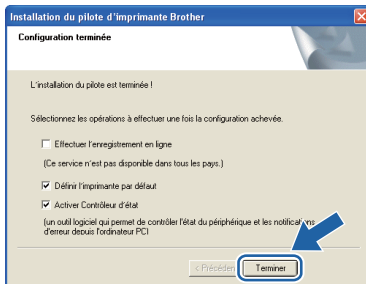 Installation du pilote d'imprimante Brother
Configuration terminée
L'installation du pilote est terminée !
Sélectionnez les opérations à effectuer une fois la configuration achevée.
Effectuer l'enregistrement en ligne
(Ce service n'est pas disponible dans tous les pays.)
Définir l'imprimante par défaut
Activer Contrôleur d'état
(un outil logiciel qui permet de contrôler l'état du périphérique et les notifications
d'erreur depuis l'ordinateur PC)
< Précéden
Terminer